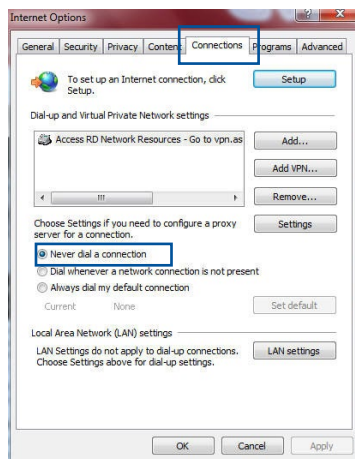 Internet Options
General Security Privacy Content Connections Programs Advanced
To set up an Internet connection, click
Setup.
Setup
Dial-up and Virtual Private Network settings
Access RD Network Resources - Go to vpn.as
Add...
Add VPN...
Remove...
Choose Settings if you need to configure a proxy
server for a connection.
Settings
Never dial a connection
Dial whenever a network connection is not present
Always dial my default connection
Current None
Set default
Local Area Network (LAN) settings
LAN Settings do not apply to dial-up connections.
Choose Settings above for dial-up settings.
LAN settings
OK Cancel Apply